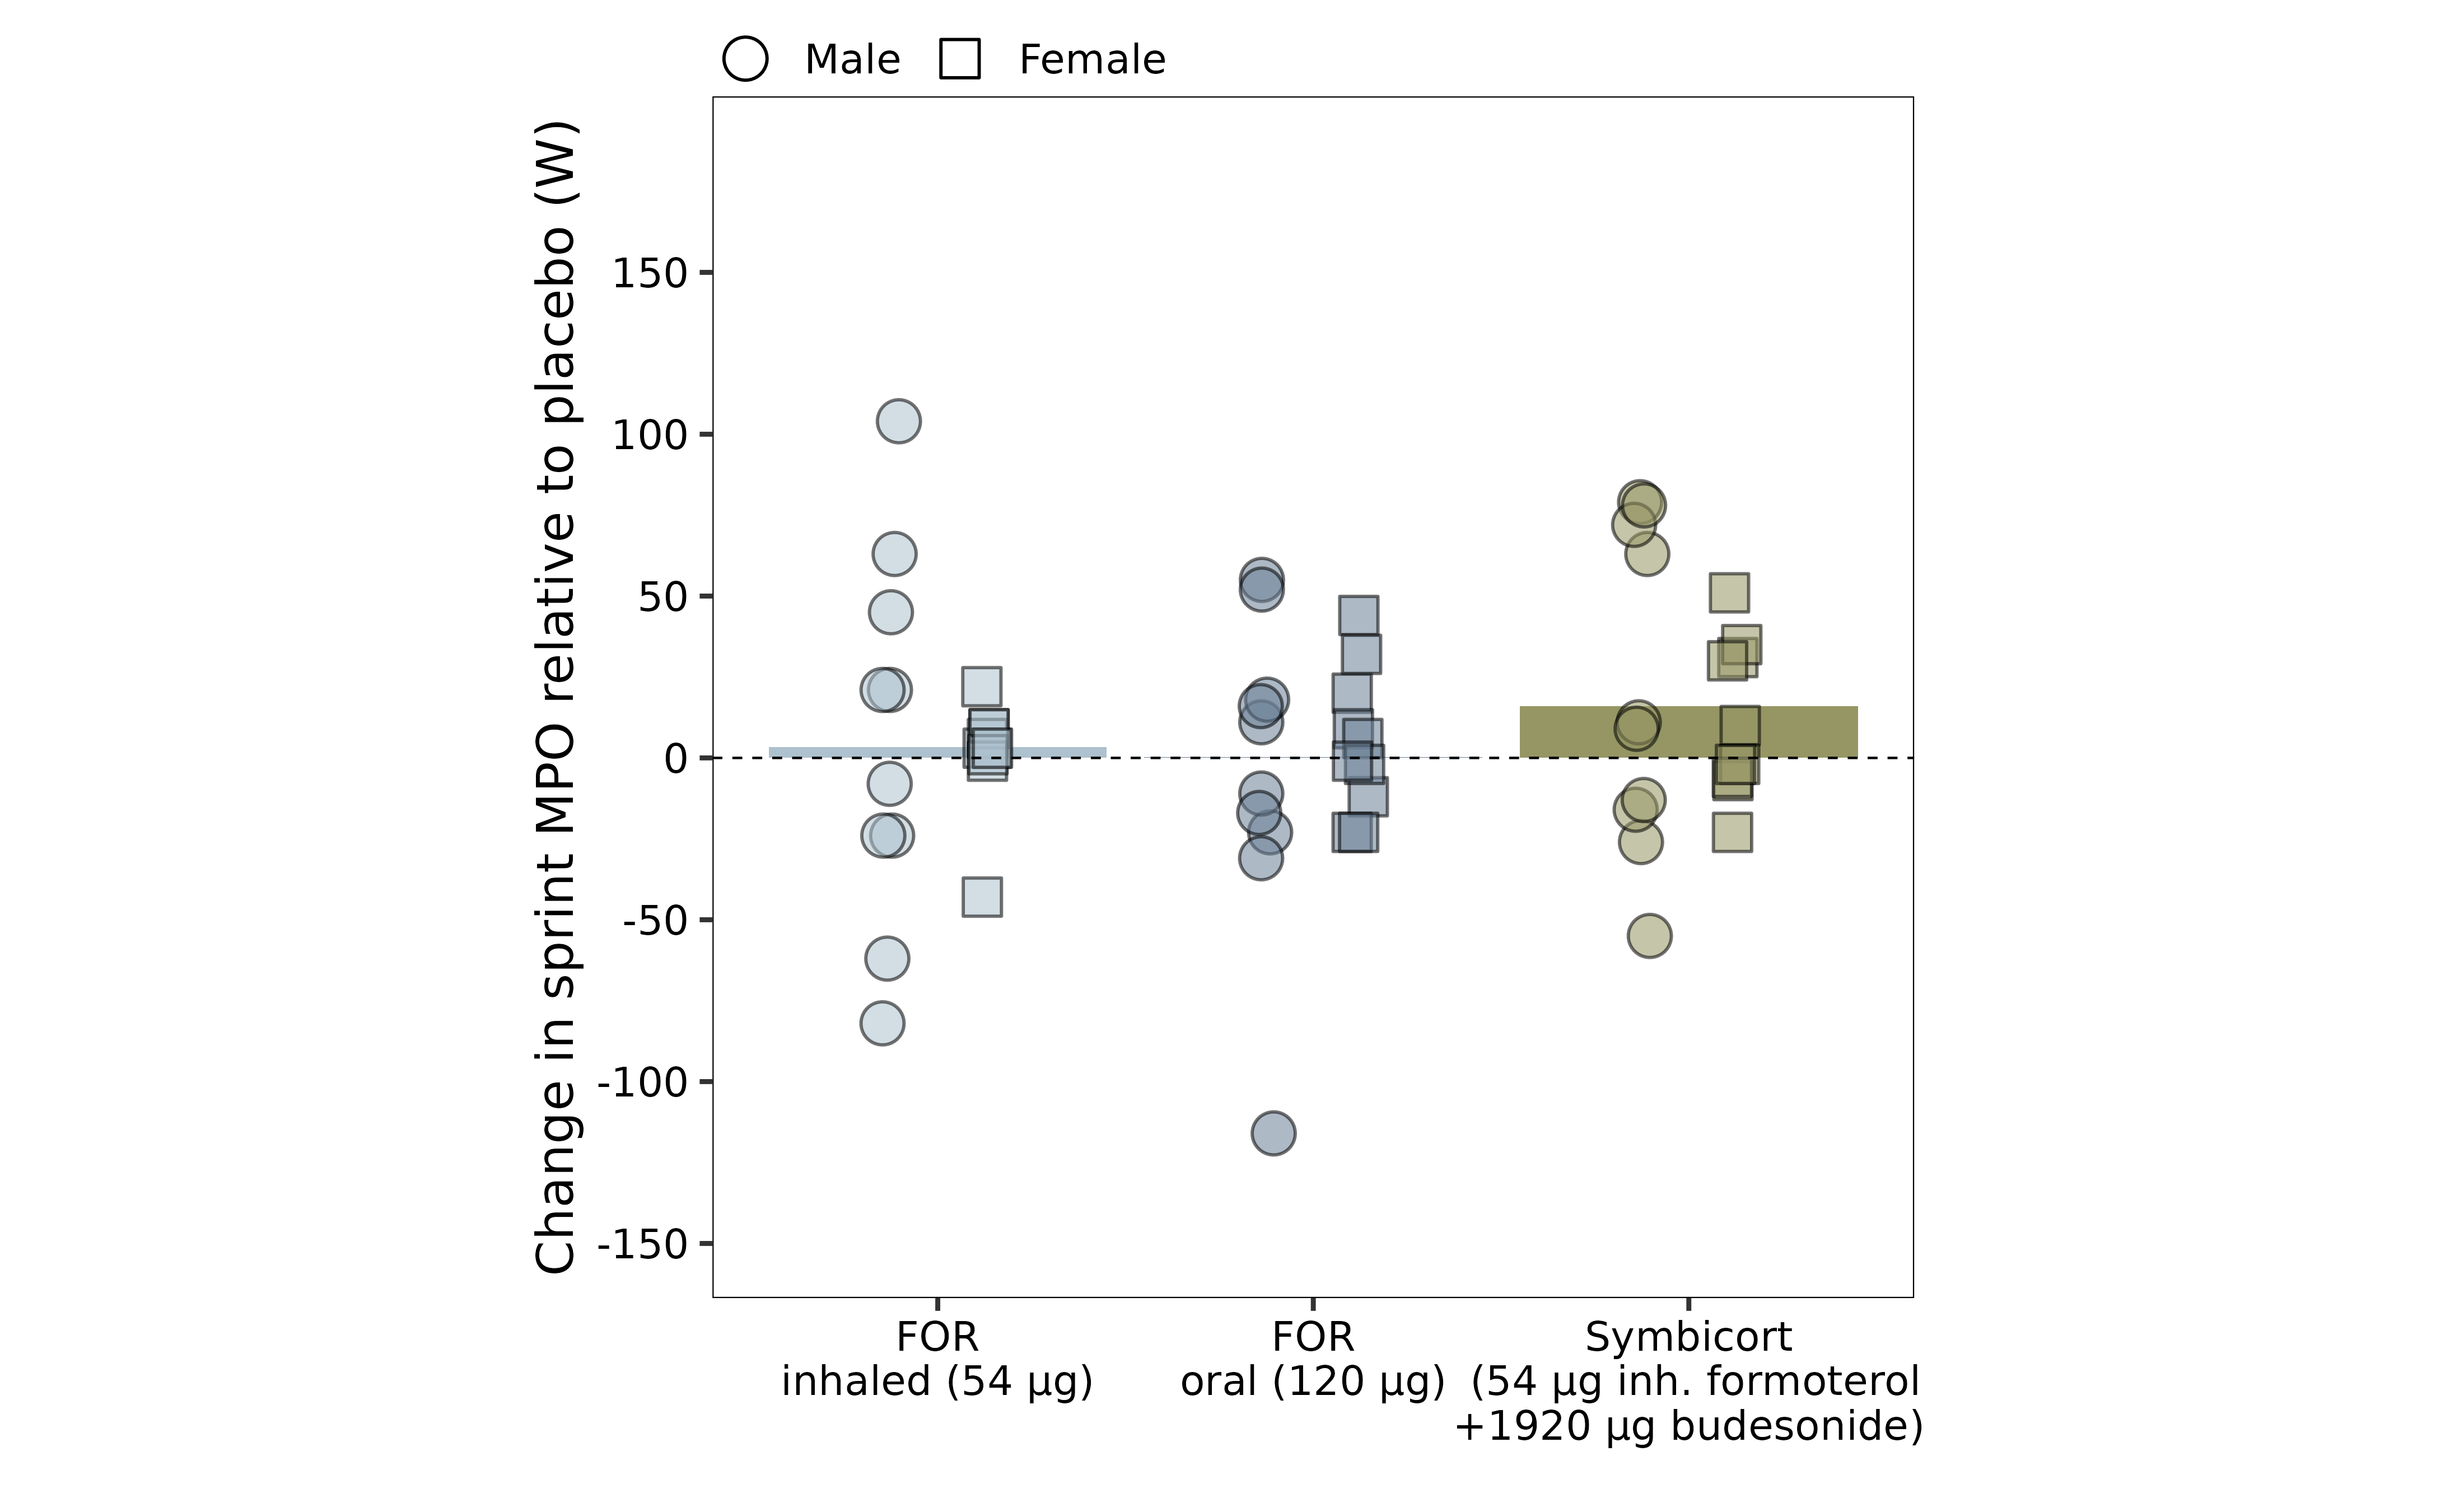 Male Female
Change in sprint MPO relative to placebo (W)
150
100
50
0
-50
-100
-150
FOR
inhaled (54 µg)
FOR
oral (120 µg)
Symbicort
(54 µg inh. formoterol
+1920 µg budesonide)